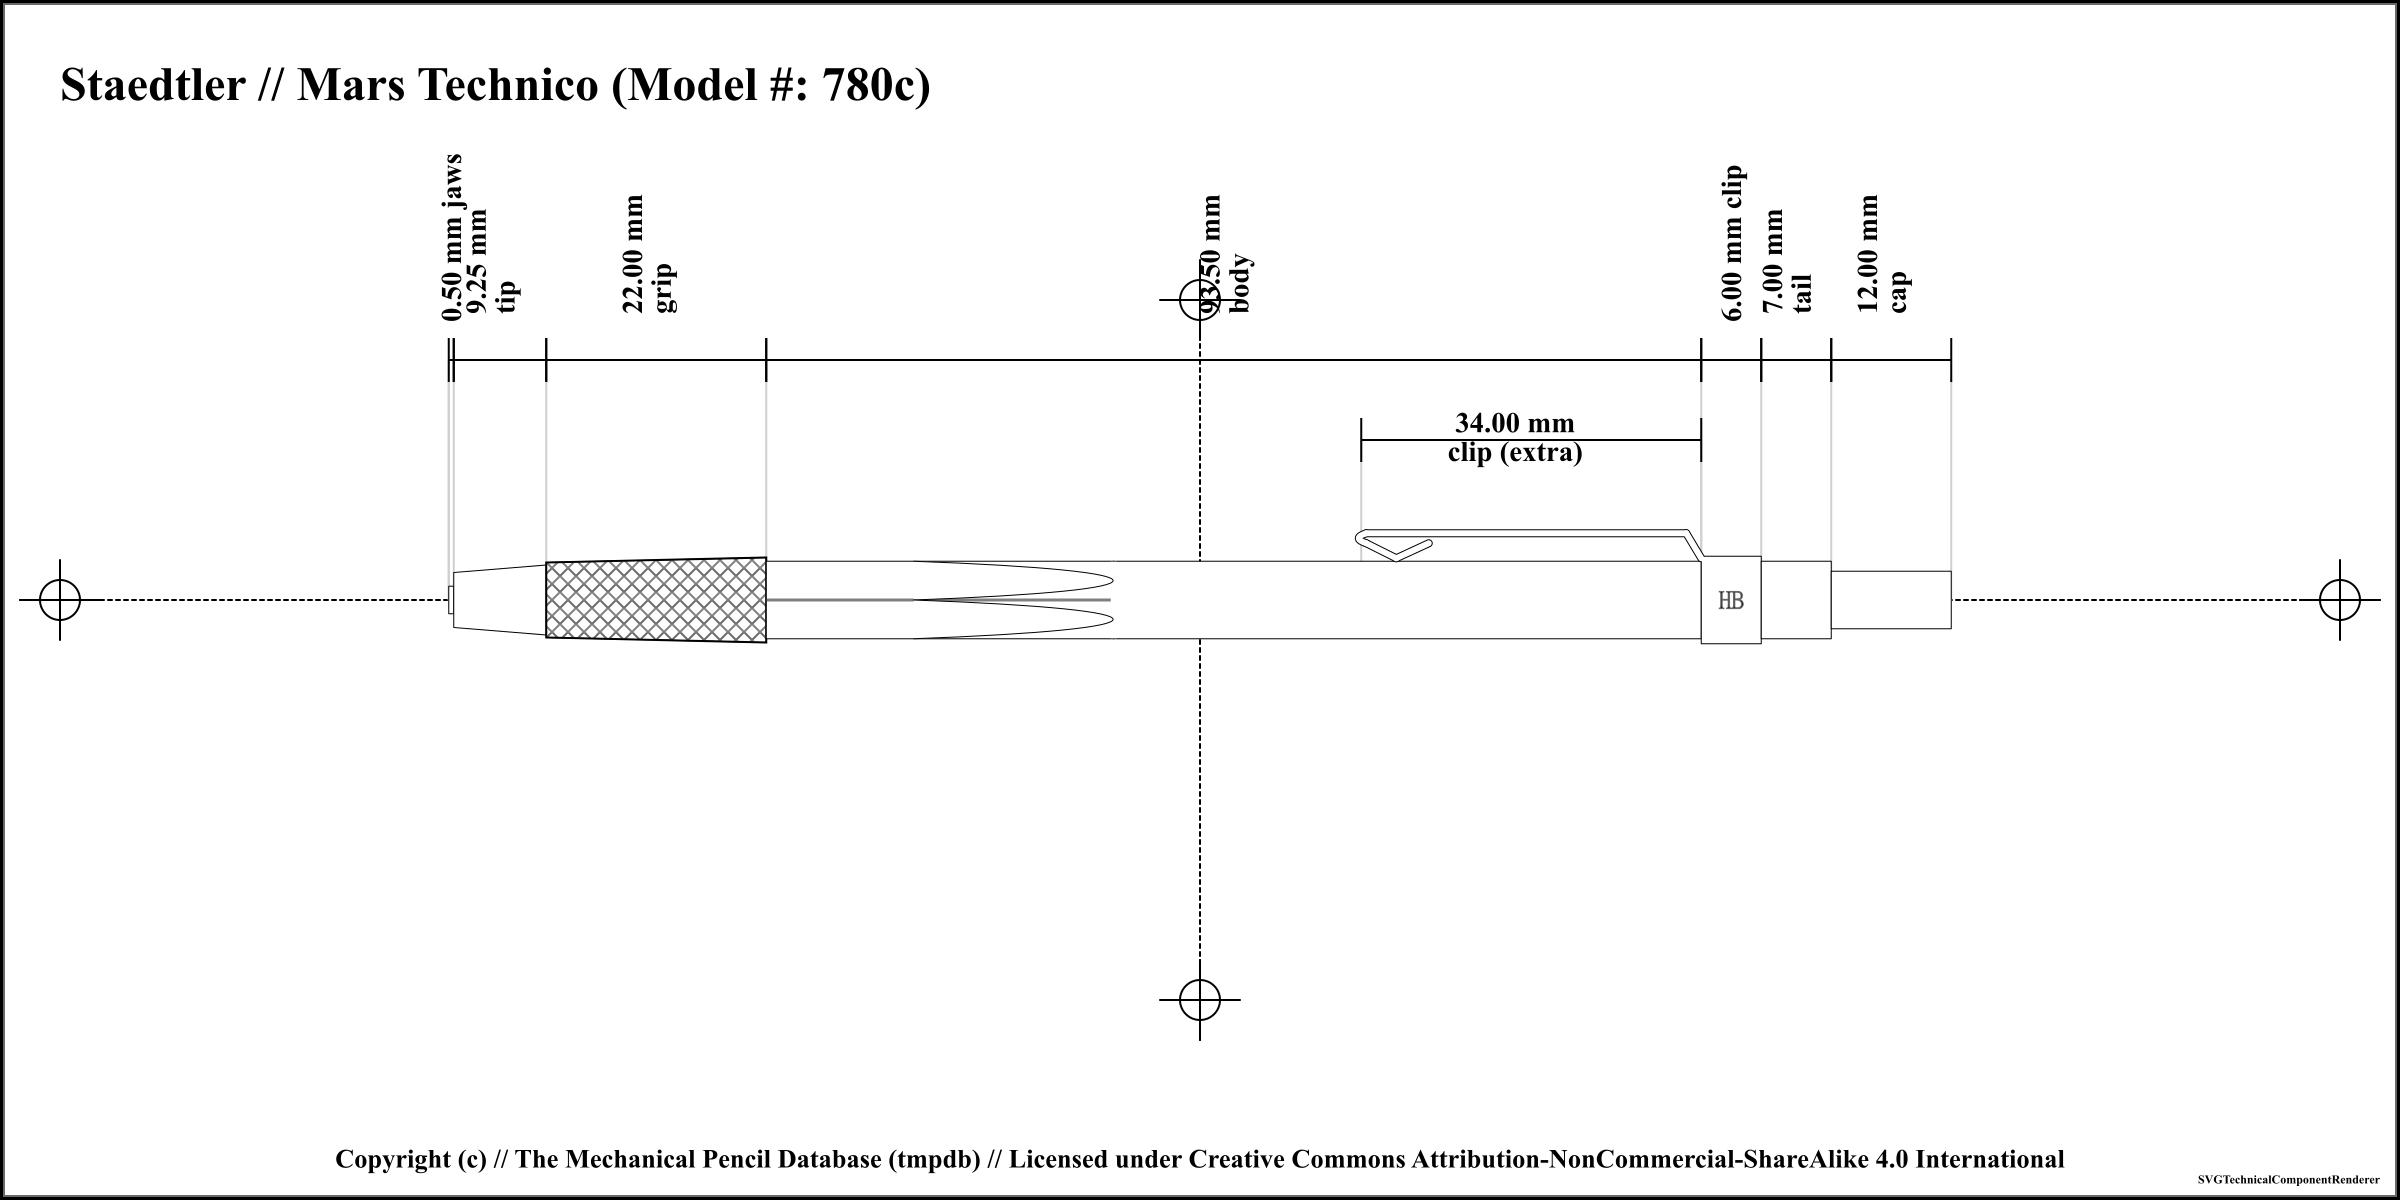 Staedtler // Mars Technico (Model #: 780c)
0.50 mm jaws
9.25 mm
tip
22.00 mm
grip
93.50 mm
body
6.00 mm clip
7.00 mm
tail
12.00 mm
cap
34.00 mm
clip (extra)
HB
Copyright (c) // The Mechanical Pencil Database (tmpdb) // Licensed under Creative Commons Attribution-NonCommercial-ShareAlike 4.0 International
SVGTechnicalComponentRenderer